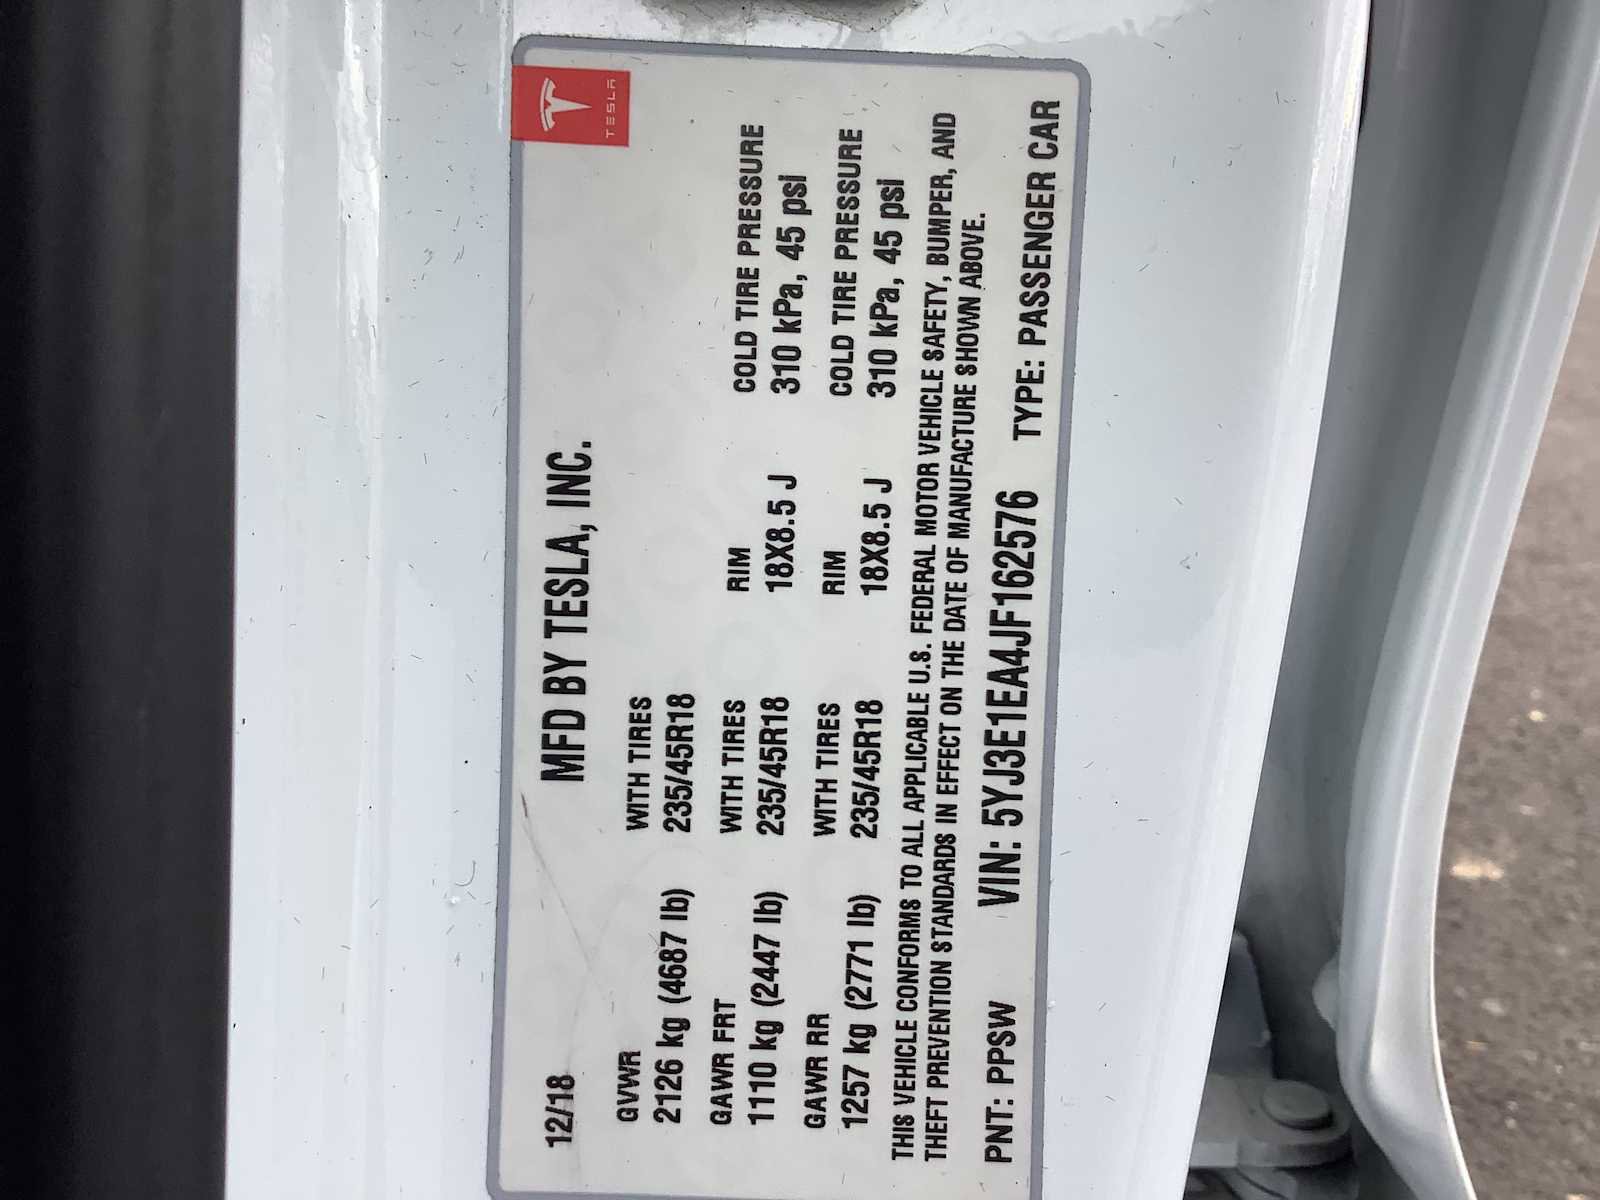 TESLA
12/18 MFD BY TESLA, INC.
GVWR WITH TIRES
2126 kg (4687 lb) 235/45R18
GAWR FRT WITH TIRES RIM COLD TIRE PRESSURE
1110 kg (2447 lb) 235/45R18 18X8.5 J 310 kPa, 45 psi
GAWR RR WITH TIRES RIM COLD TIRE PRESSURE
1257 kg (2771 lb) 235/45R18 18X8.5 J 310 kPa, 45 psi
THIS VEHICLE CONFORMS TO ALL APPLICABLE U.S. FEDERAL MOTOR VEHICLE SAFETY, BUMPER, AND
THEFT PREVENTION STANDARDS IN EFFECT ON THE DATE OF MANUFACTURE SHOWN ABOVE.
PNT: PPSW VIN: 5YJ3E1EA4JF162576 TYPE: PASSENGER CAR